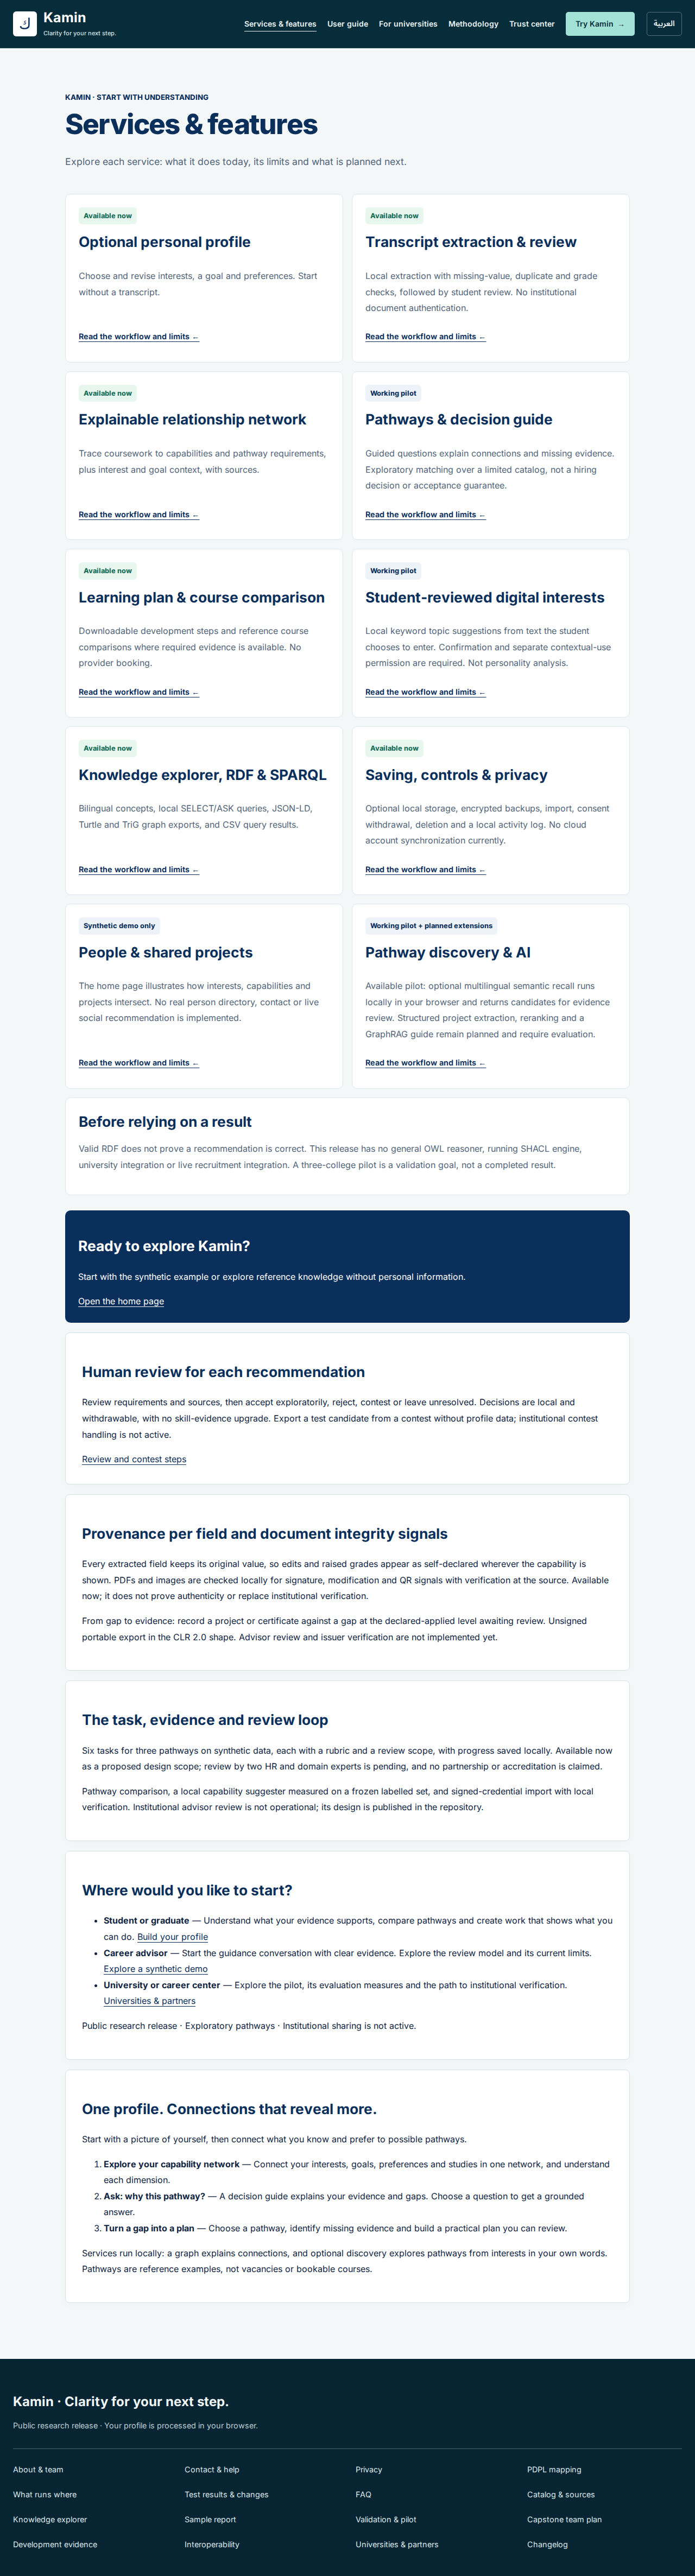 ك
Kamin
Clarity for your next step.
Services & features
User guide
For universities
Methodology
Trust center
Try Kamin →
العربية
KAMIN · START WITH UNDERSTANDING
Services & features
Explore each service: what it does today, its limits and what is planned next.
Available now
Optional personal profile
Choose and revise interests, a goal and preferences. Start
without a transcript.
Read the workflow and limits ←
Available now
Transcript extraction & review
Local extraction with missing-value, duplicate and grade
checks, followed by student review. No institutional
document authentication.
Read the workflow and limits ←
Available now
Explainable relationship network
Trace coursework to capabilities and pathway requirements,
plus interest and goal context, with sources.
Read the workflow and limits ←
Working pilot
Pathways & decision guide
Guided questions explain connections and missing evidence.
Exploratory matching over a limited catalog, not a hiring
decision or acceptance guarantee.
Read the workflow and limits ←
Available now
Learning plan & course comparison
Downloadable development steps and reference course
comparisons where required evidence is available. No
provider booking.
Read the workflow and limits ←
Working pilot
Student-reviewed digital interests
Local keyword topic suggestions from text the student
chooses to enter. Confirmation and separate contextual-use
permission are required. Not personality analysis.
Read the workflow and limits ←
Available now
Knowledge explorer, RDF & SPARQL
Bilingual concepts, local SELECT/ASK queries, JSON-LD,
Turtle and TriG graph exports, and CSV query results.
Read the workflow and limits ←
Available now
Saving, controls & privacy
Optional local storage, encrypted backups, import, consent
withdrawal, deletion and a local activity log. No cloud
account synchronization currently.
Read the workflow and limits ←
Synthetic demo only
People & shared projects
The home page illustrates how interests, capabilities and
projects intersect. No real person directory, contact or live
social recommendation is implemented.
Read the workflow and limits ←
Working pilot + planned extensions
Pathway discovery & AI
Available pilot: optional multilingual semantic recall runs
locally in your browser and returns candidates for evidence
review. Structured project extraction, reranking and a
GraphRAG guide remain planned and require evaluation.
Read the workflow and limits ←
Before relying on a result
Valid RDF does not prove a recommendation is correct. This release has no general OWL reasoner, running SHACL engine,
university integration or live recruitment integration. A three-college pilot is a validation goal, not a completed result.
Ready to explore Kamin?
Start with the synthetic example or explore reference knowledge without personal information.
Open the home page
Human review for each recommendation
Review requirements and sources, then accept exploratorily, reject, contest or leave unresolved. Decisions are local and
withdrawable, with no skill-evidence upgrade. Export a test candidate from a contest without profile data; institutional contest
handling is not active.
Review and contest steps
Provenance per field and document integrity signals
Every extracted field keeps its original value, so edits and raised grades appear as self-declared wherever the capability is
shown. PDFs and images are checked locally for signature, modification and QR signals with verification at the source. Available
now; it does not prove authenticity or replace institutional verification.
From gap to evidence: record a project or certificate against a gap at the declared-applied level awaiting review. Unsigned
portable export in the CLR 2.0 shape. Advisor review and issuer verification are not implemented yet.
The task, evidence and review loop
Six tasks for three pathways on synthetic data, each with a rubric and a review scope, with progress saved locally. Available now
as a proposed design scope; review by two HR and domain experts is pending, and no partnership or accreditation is claimed.
Pathway comparison, a local capability suggester measured on a frozen labelled set, and signed-credential import with local
verification. Institutional advisor review is not operational; its design is published in the repository.
Where would you like to start?
• Student or graduate — Understand what your evidence supports, compare pathways and create work that shows what you
can do. Build your profile
• Career advisor — Start the guidance conversation with clear evidence. Explore the review model and its current limits.
Explore a synthetic demo
• University or career center — Explore the pilot, its evaluation measures and the path to institutional verification.
Universities & partners
Public research release · Exploratory pathways · Institutional sharing is not active.
One profile. Connections that reveal more.
Start with a picture of yourself, then connect what you know and prefer to possible pathways.
1. Explore your capability network — Connect your interests, goals, preferences and studies in one network, and understand
each dimension.
2. Ask: why this pathway? — A decision guide explains your evidence and gaps. Choose a question to get a grounded
answer.
3. Turn a gap into a plan — Choose a pathway, identify missing evidence and build a practical plan you can review.
Services run locally: a graph explains connections, and optional discovery explores pathways from interests in your own words.
Pathways are reference examples, not vacancies or bookable courses.
Kamin · Clarity for your next step.
Public research release · Your profile is processed in your browser.
About & team
Contact & help
Privacy
PDPL mapping
What runs where
Test results & changes
FAQ
Catalog & sources
Knowledge explorer
Sample report
Validation & pilot
Capstone team plan
Development evidence
Interoperability
Universities & partners
Changelog